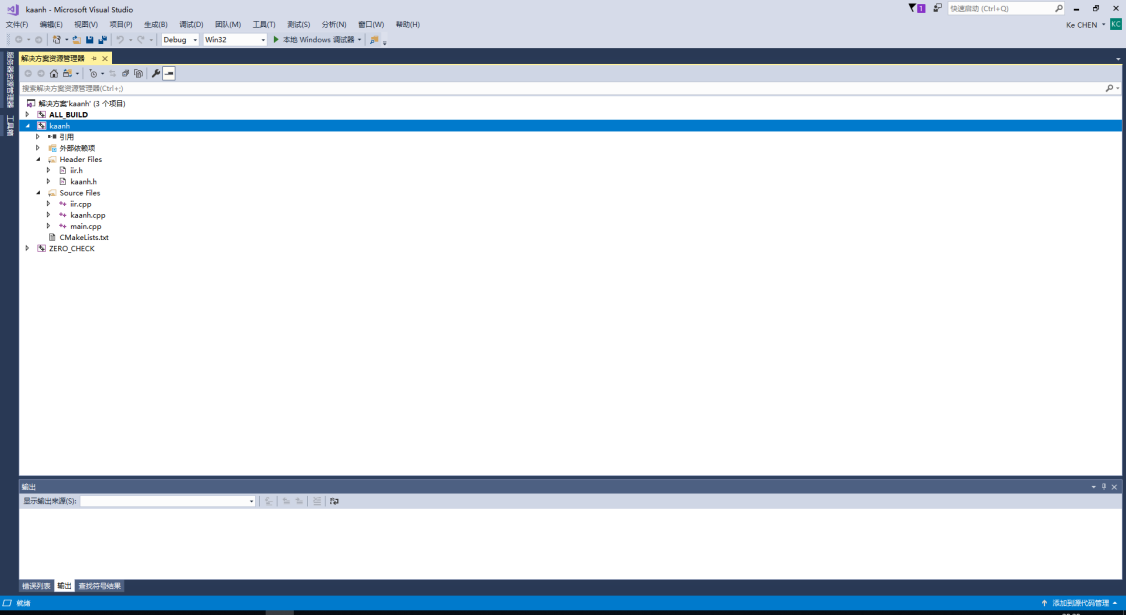 kaanh - Microsoft Visual Studio
1
快速启动 (Ctrl+Q)
文件(F) 编辑(E) 视图(V) 项目(P) 生成(B) 调试(D) 团队(M) 工具(T) 测试(S) 分析(N) 窗口(W) 帮助(H)
Ke CHEN KC
Debug Win32 本地 Windows 调试器
解决方案资源管理器
工具箱
搜索解决方案资源管理器(Ctrl+;)
解决方案'kaanh' (3 个项目)
ALL_BUILD
kaanh
引用
外部依赖项
Header Files
iir.h
kaanh.h
Source Files
iir.cpp
kaanh.cpp
main.cpp
CMakeLists.txt
ZERO_CHECK
输出
显示输出来源(S):
错误列表 输出 查找符号结果
就绪
添加到源代码管理